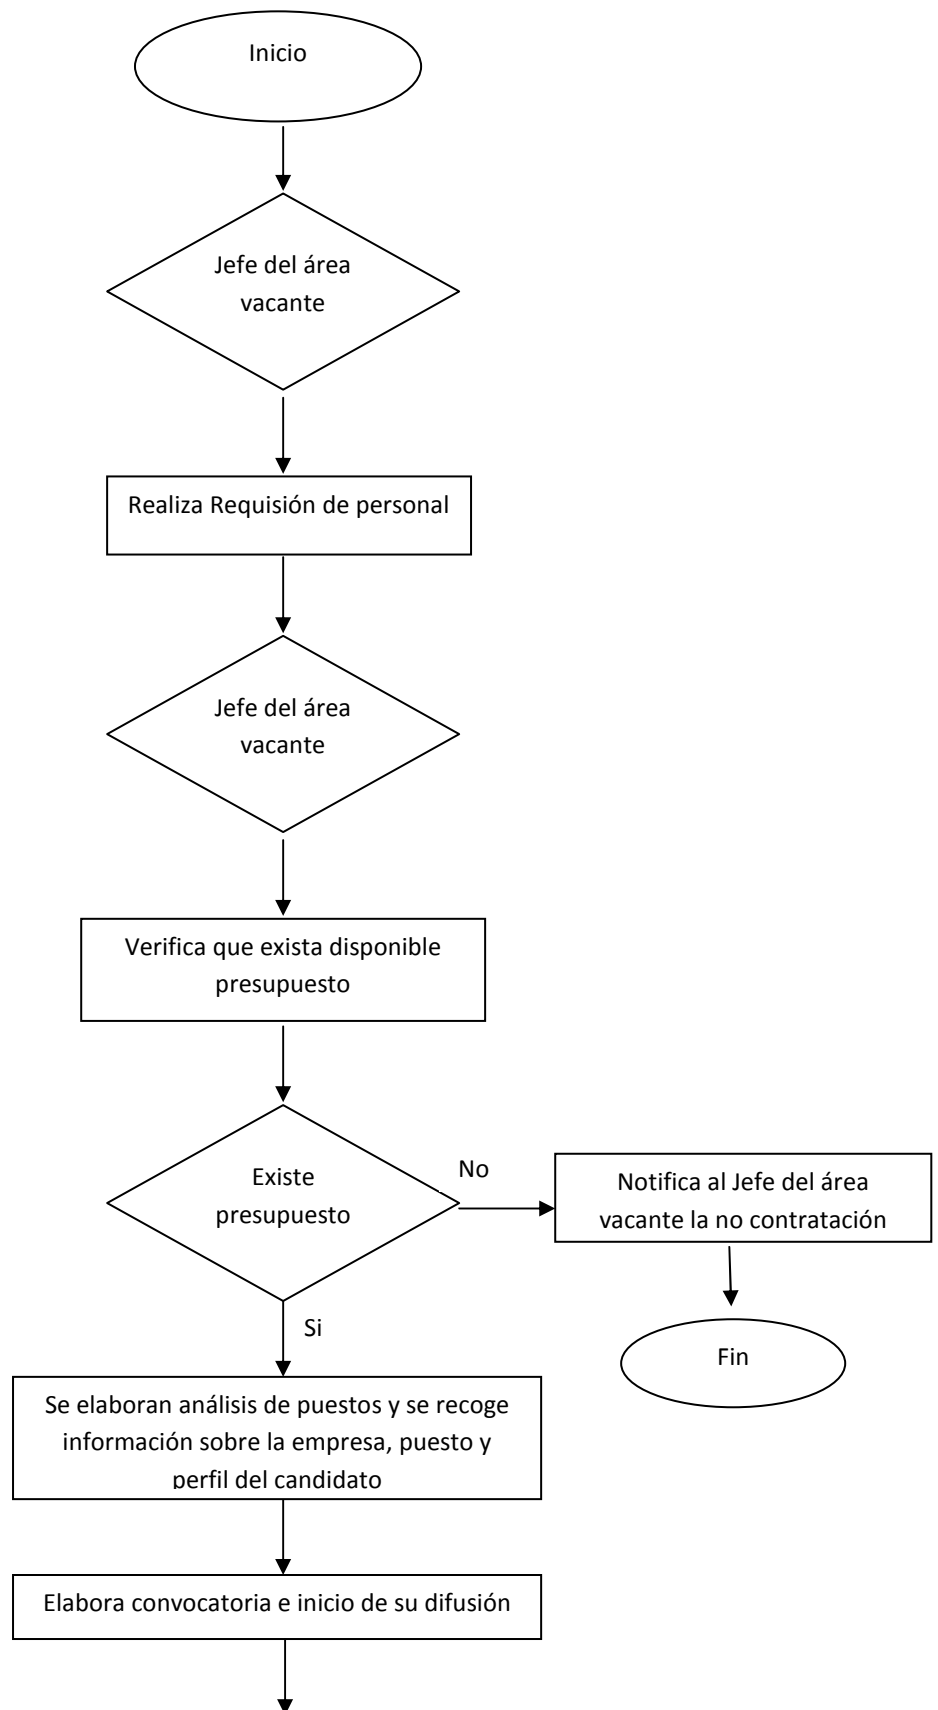 Inicio
Jefe del área
vacante
Realiza Requisión de personal
Jefe del área
vacante
Verifica que exista disponible
presupuesto
Existe
presupuesto
No
Notifica al Jefe del área
vacante la no contratación
Si
Fin
Se elaboran análisis de puestos y se recoge
información sobre la empresa, puesto y
perfil del candidato
Elabora convocatoria e inicio de su difusión